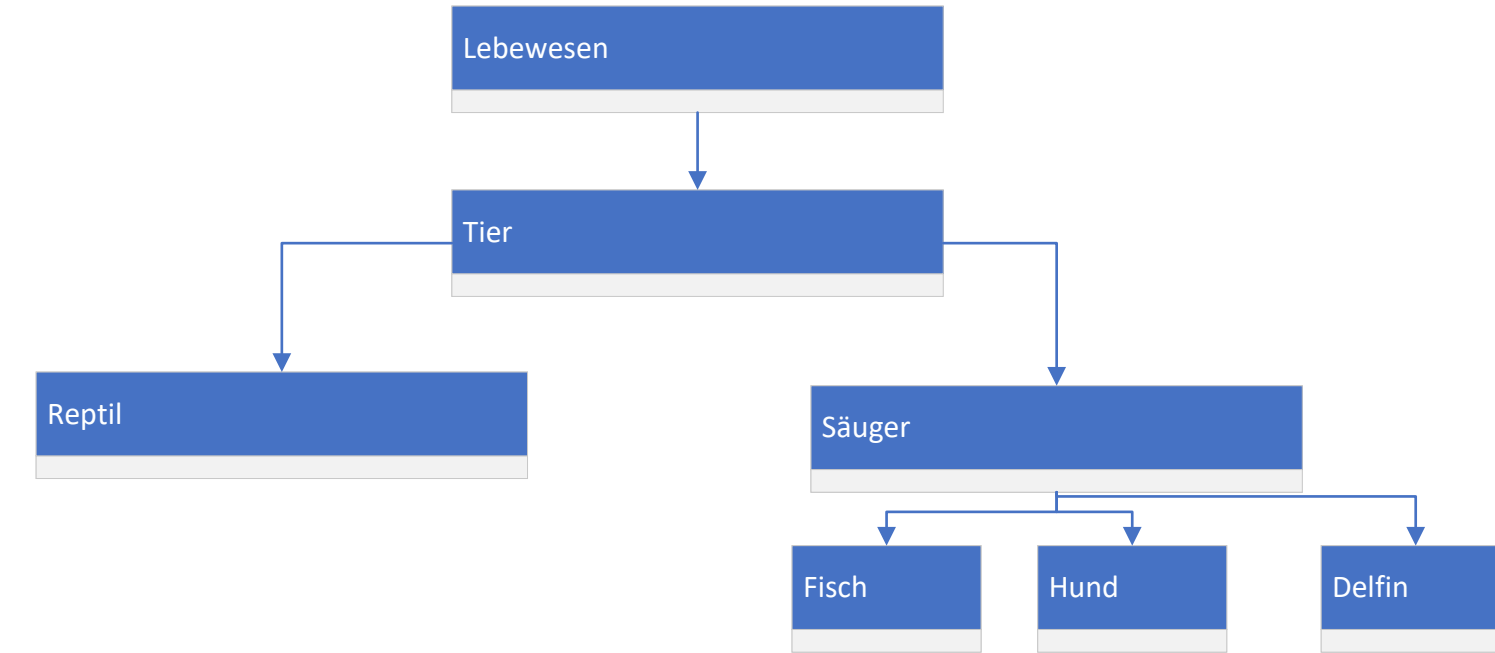 Lebewesen
Tier
Reptil
Säuger
Fisch
Hund
Delfin